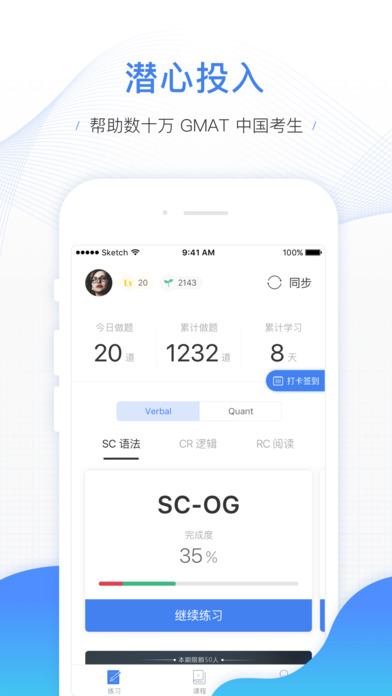 潜心投入
帮助数十万 GMAT 中国考生
Sketch 9:41 AM 100%
Lv 20 2143 同步
今日做题 累计做题 累计学习
20 道 1232 道 8 天
打卡签到
Verbal Quant
SC 语法 CR 逻辑 RC 阅读
SC-OG
完成度
35 %
继续练习
本期限额50人
练习 课程